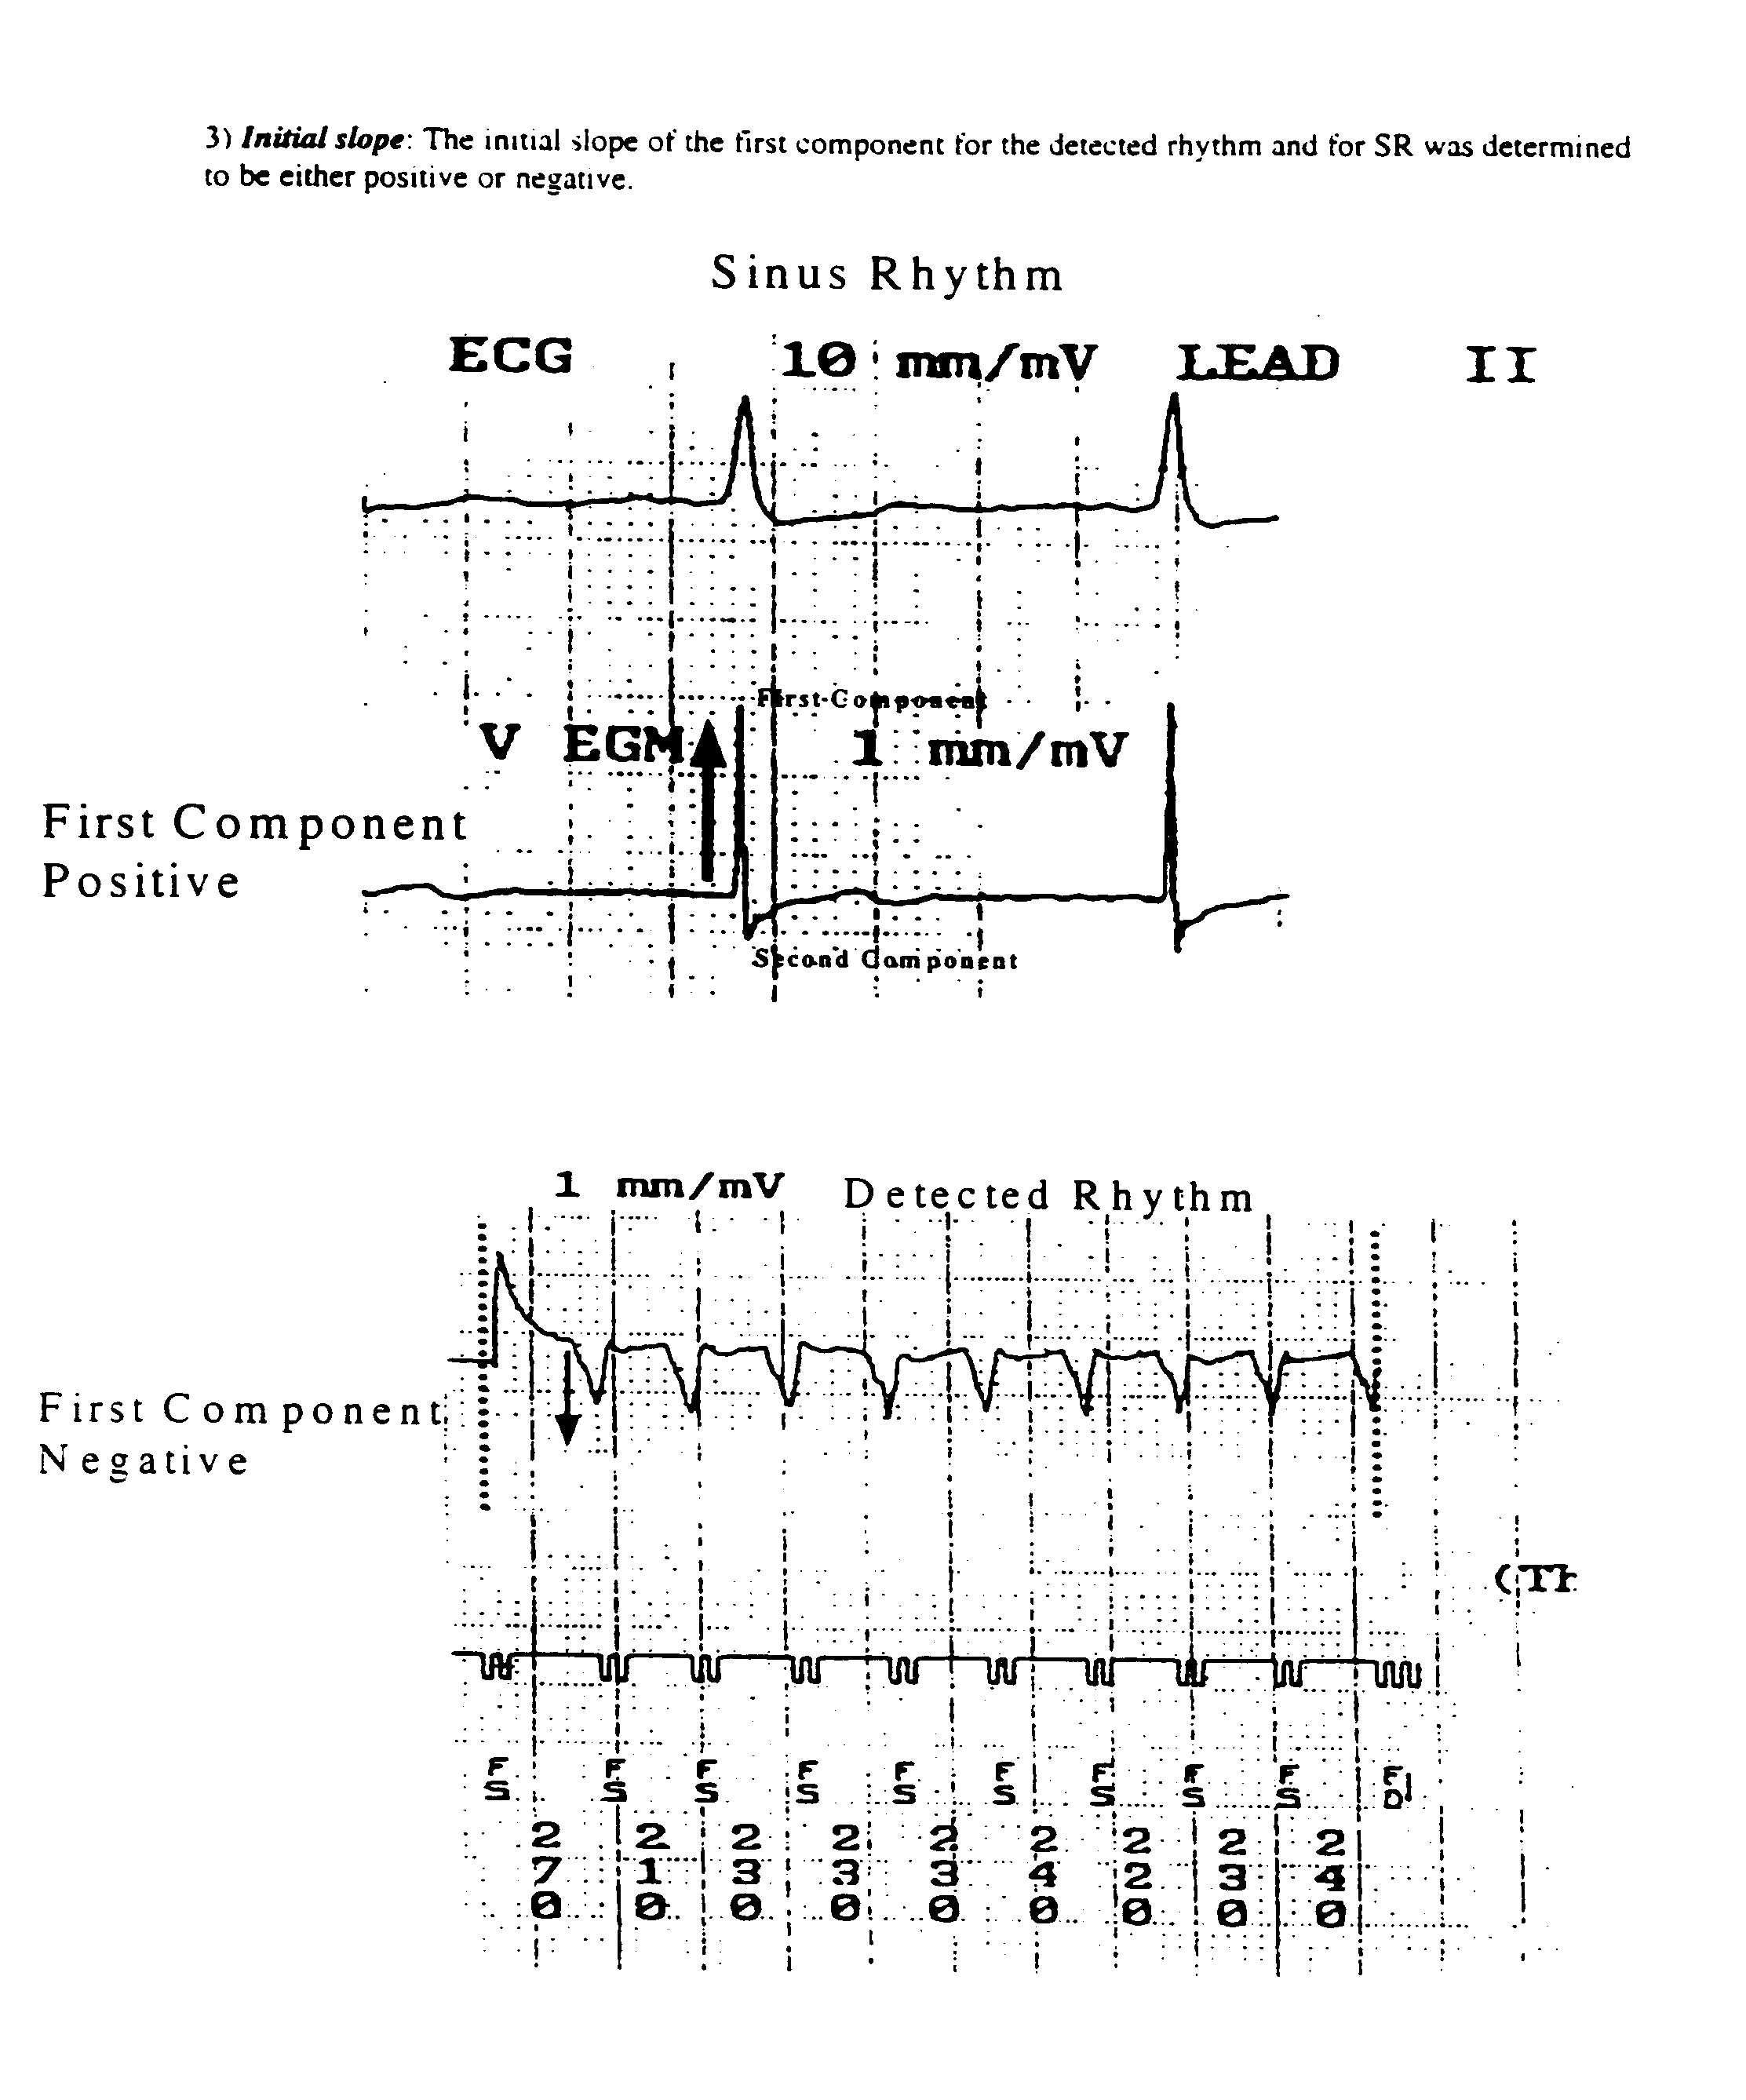 3) Initial slope: The initial slope of the first component for the detected rhythm and for SR was determined
to be either positive or negative.
Sinus Rhythm
ECG 10 mm/mV LEAD II
First Component
V EGM 1 mm/mV
First Component
Positive
Second Component
1 mm/mV Detected Rhythm
First Component
Negative
(Th
FS FS FS FS FS FS FS FS FS FD
270 210 230 230 230 240 220 230 240